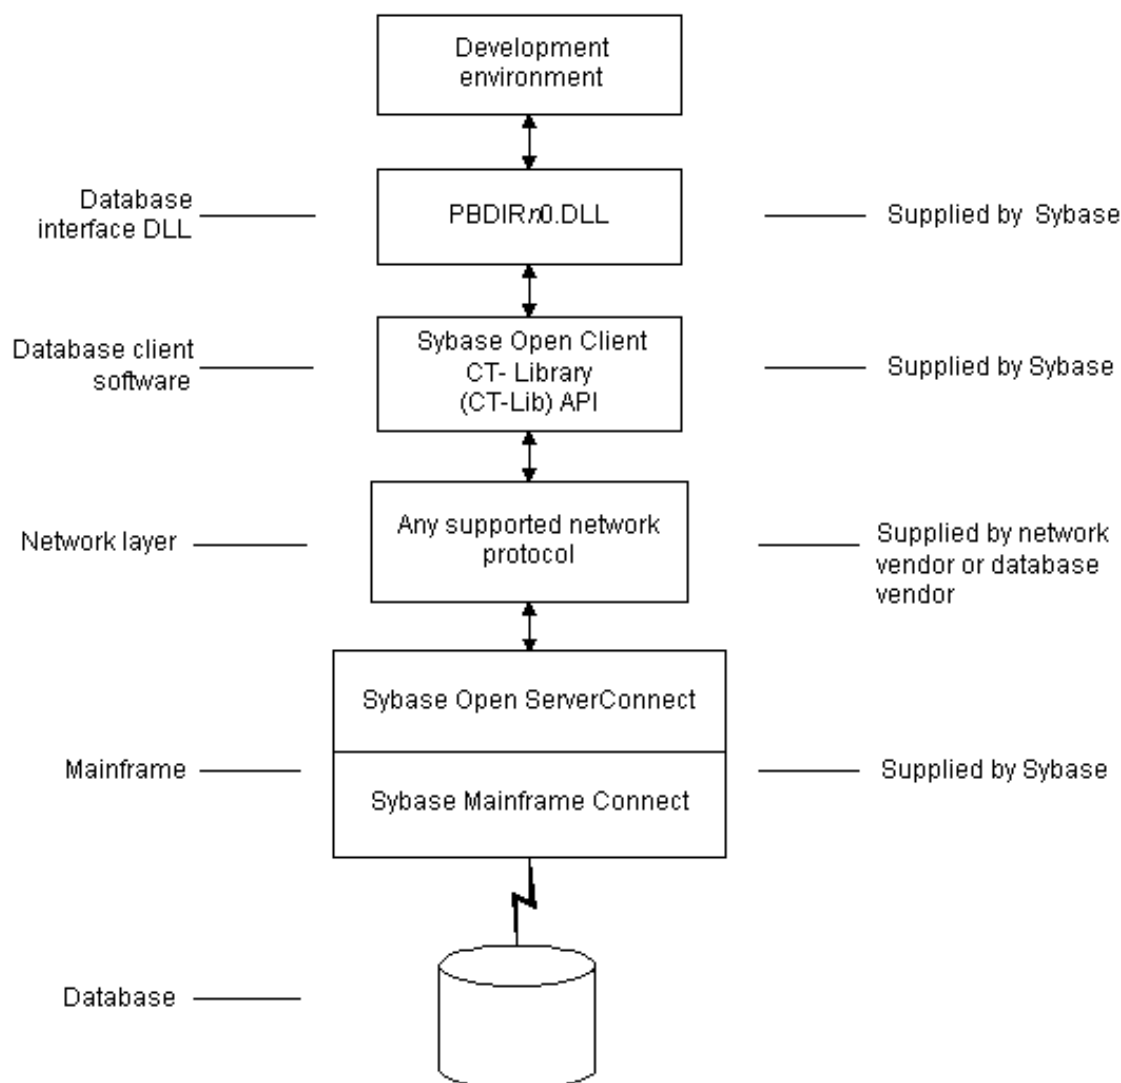 Development
environment
Database
interface DLL
PBDIRn0.DLL
Supplied by Sybase
Database client
software
Sybase Open Client
CT- Library
(CT-Lib) API
Supplied by Sybase
Network layer
Any supported network
protocol
Supplied by network
vendor or database
vendor
Sybase Open ServerConnect
Mainframe
Supplied by Sybase
Sybase Mainframe Connect
Database